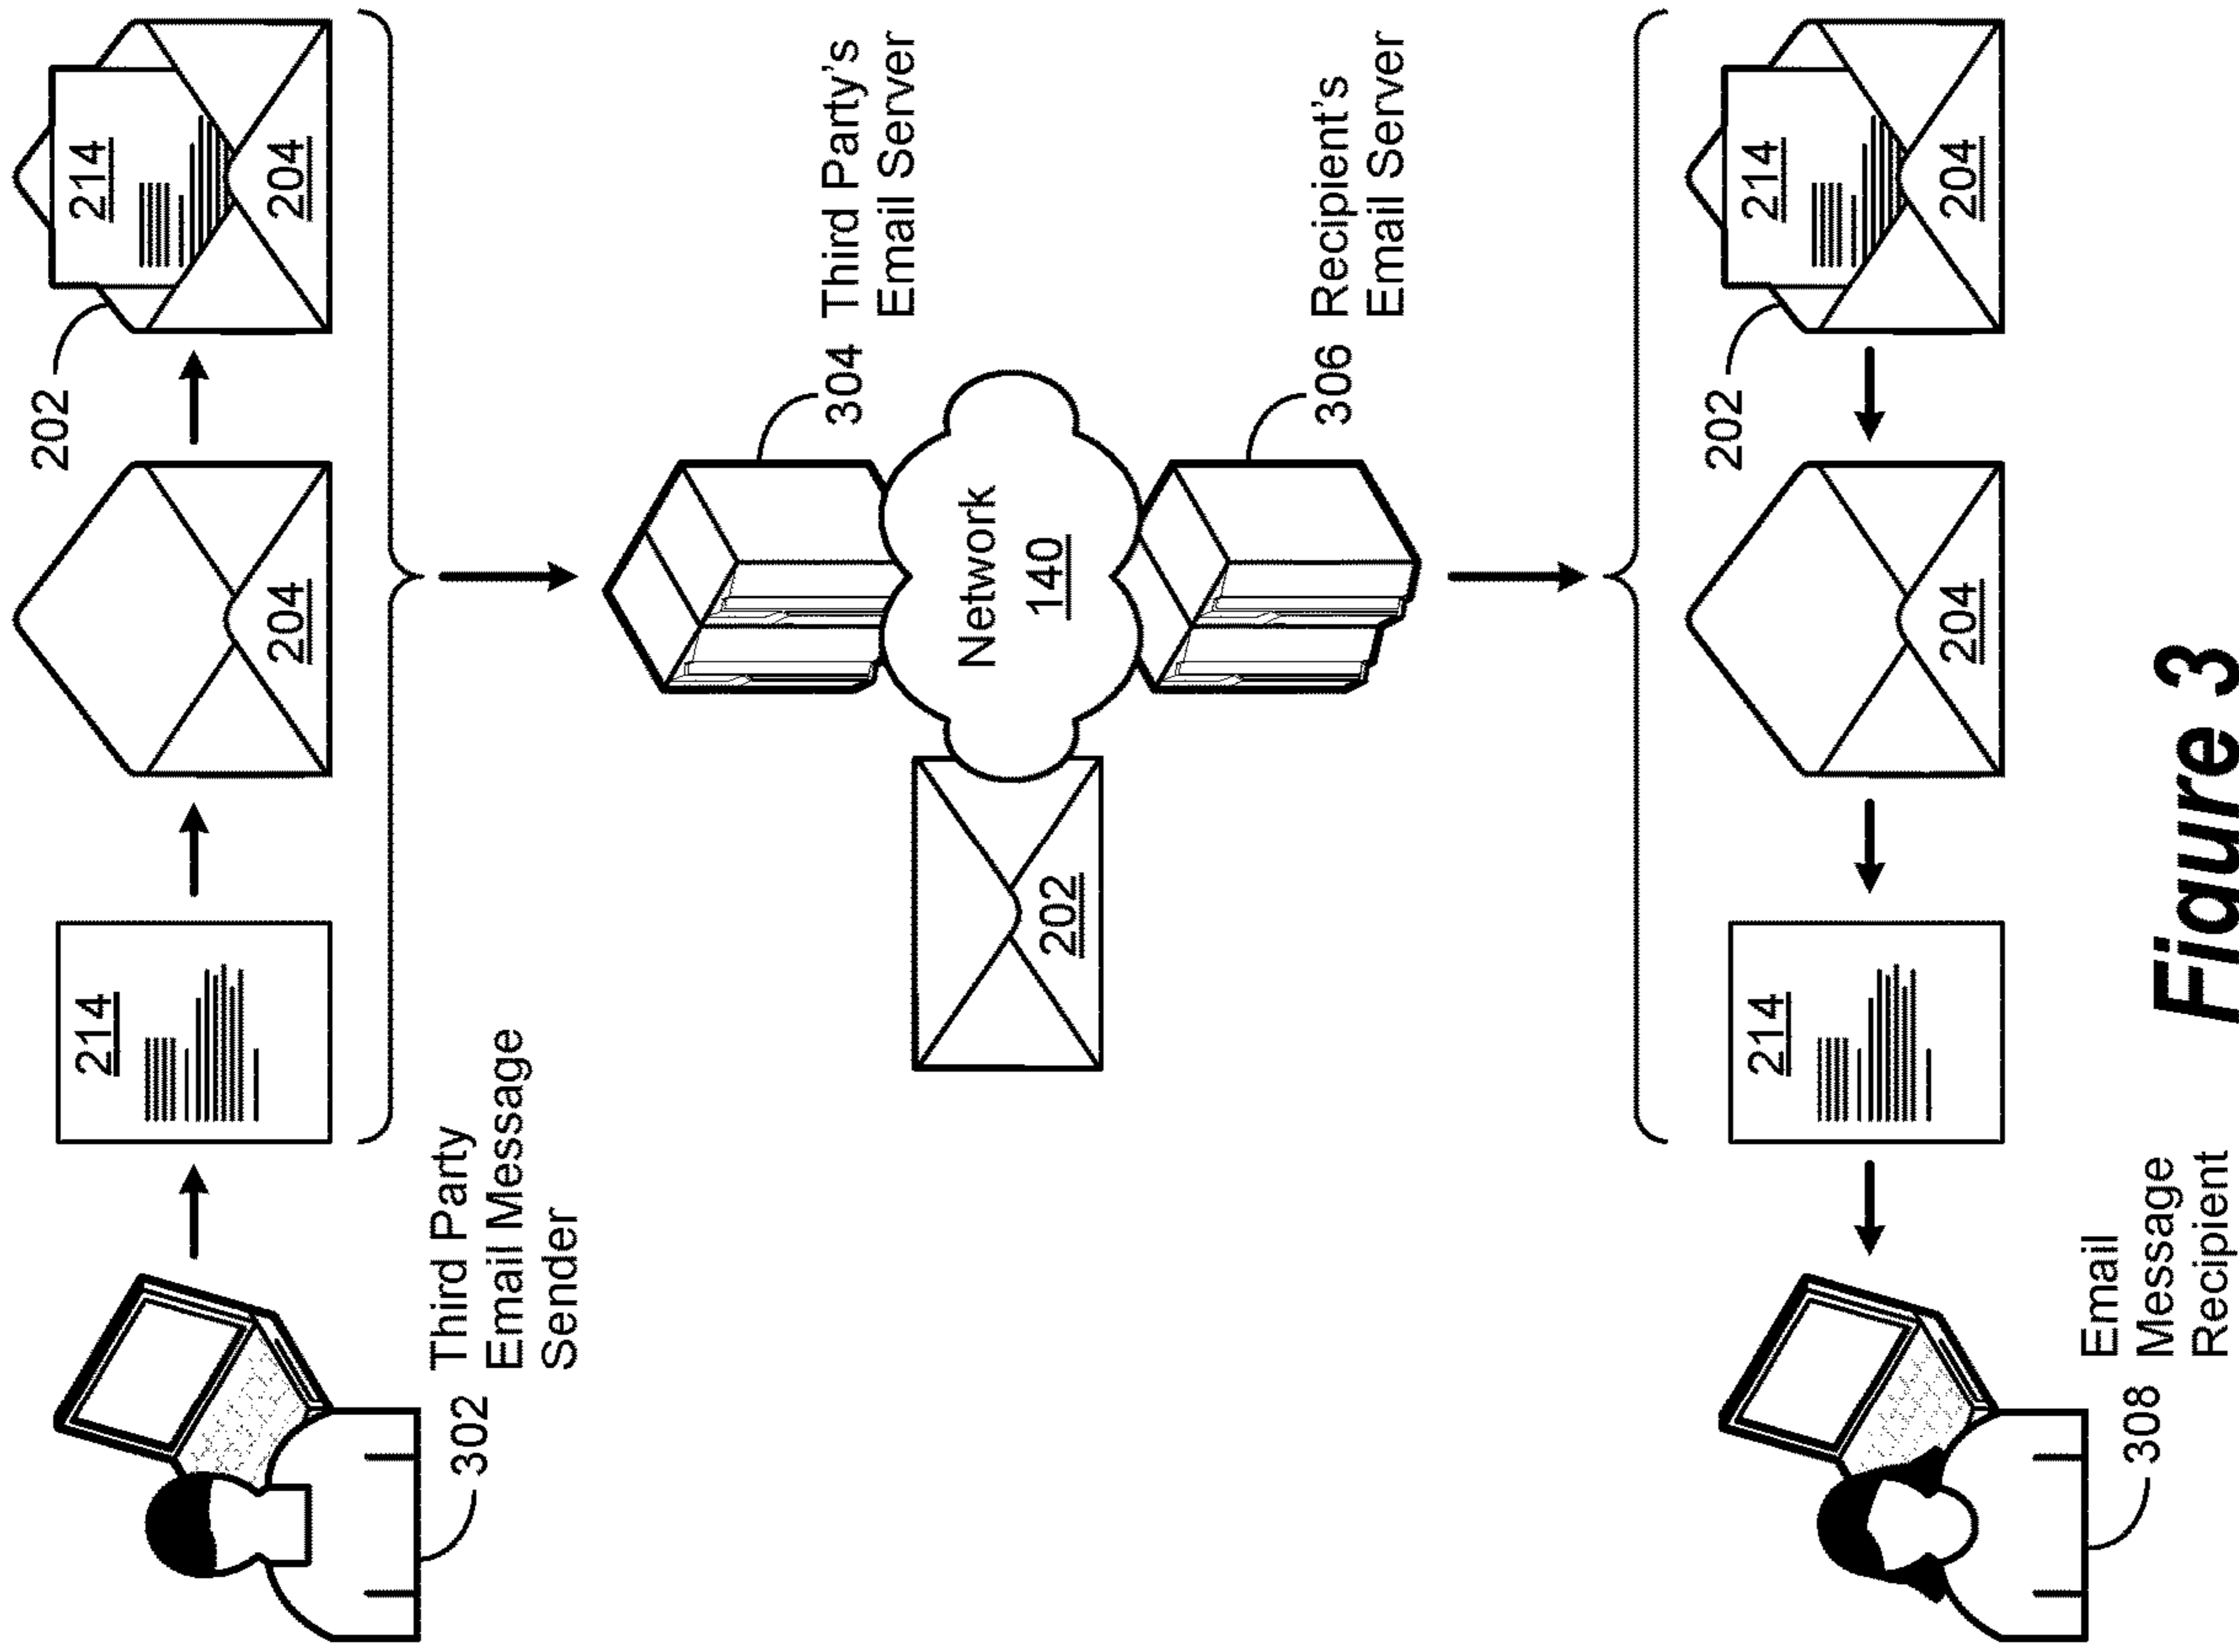 214
204
202
214
204
302
Third Party
Email Message
Sender
304
Third Party's
Email Server
Network
140
202
306
Recipient's
Email Server
214
204
202
214
204
308
Email
Message
Recipient
Figure 3